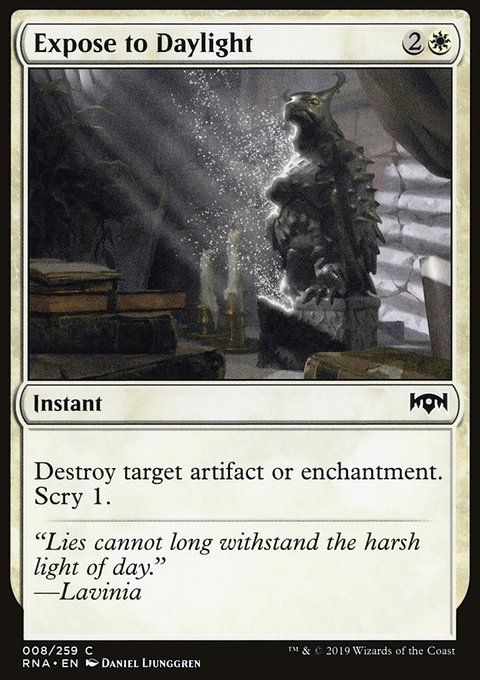 Expose to Daylight 2
Instant
Destroy target artifact or enchantment.
Scry 1.
“Lies cannot long withstand the harsh
light of day.”
—Lavinia
008/259 C
RNA • EN Daniel Ljunggren
™ & © 2019 Wizards of the Coast